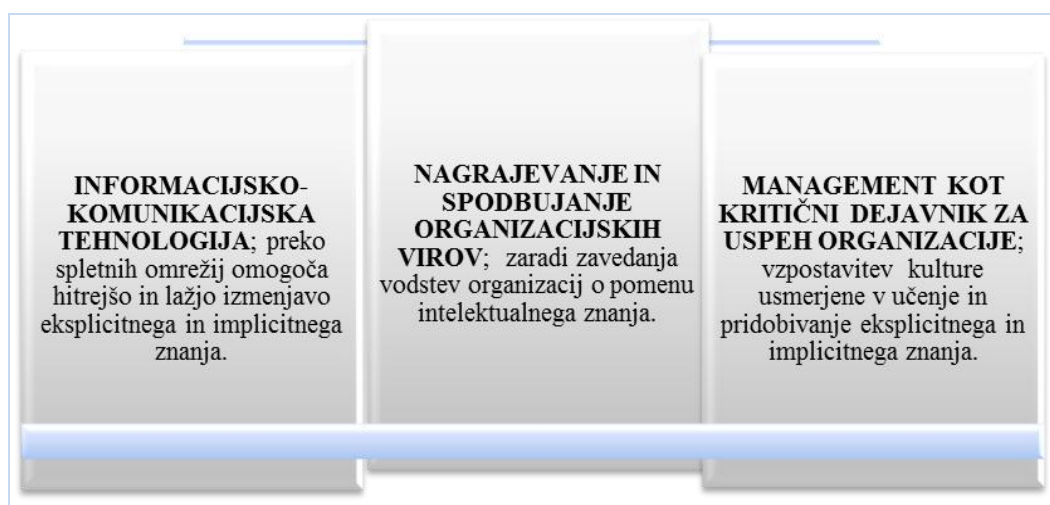 INFORMACIJSKO-
KOMUNIKACIJSKA
TEHNOLOGIJA; preko
spletnih omrežij omogoča
hitrejšo in lažjo izmenjavo
eksplicitnega in implicitnega
znanja.
NAGRAJEVANJE IN
SPODBUJANJE
ORGANIZACIJSKIH
VIROV; zaradi zavedanja
vodstev organizacij o pomenu
intelektualnega znanja.
MANAGEMENT KOT
KRITIČNI DEJAVNIK ZA
USPEH ORGANIZACIJE;
vzpostavitev kulture
usmerjene v učenje in
pridobivanje eksplicitnega in
implicitnega znanja.